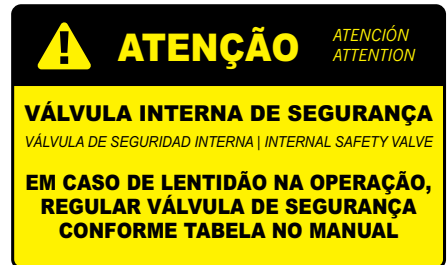 ATENÇÃO
ATENCIÓN
ATTENTION
VÁLVULA INTERNA DE SEGURANÇA
VÁLVULA DE SEGURIDAD INTERNA | INTERNAL SAFETY VALVE
EM CASO DE LENTIDÃO NA OPERAÇÃO,
REGULAR VÁLVULA DE SEGURANÇA
CONFORME TABELA NO MANUAL